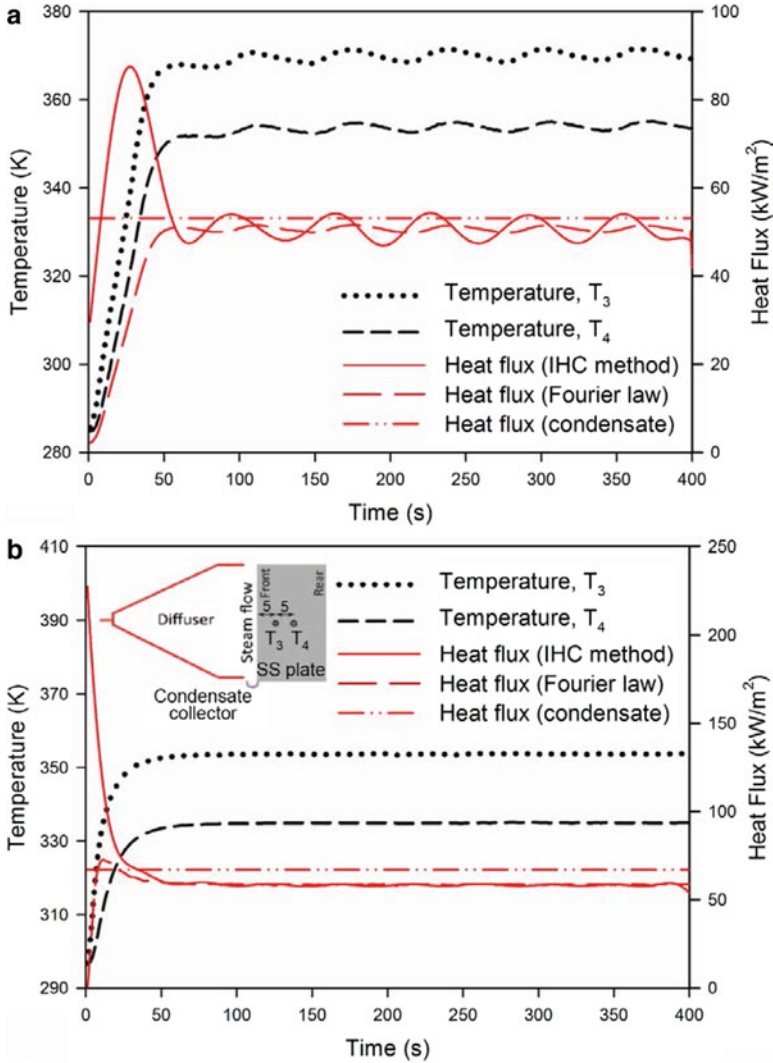 a
380
360
340
320
300
280
Temperature (K)
100
80
60
40
20
0
Heat Flux (kW/m²)
Temperature, T₃
Temperature, T₄
Heat flux (IHC method)
Heat flux (Fourier law)
Heat flux (condensate)
0 50 100 150 200 250 300 350 400
Time (s)
b
410
390
370
350
330
310
290
Temperature (K)
250
200
150
100
50
0
Heat Flux (kW/m²)
Diffuser
Steam flow
Front
Rear
5 5
T₃ T₄
SS plate
Condensate
collector
Temperature, T₃
Temperature, T₄
Heat flux (IHC method)
Heat flux (Fourier law)
Heat flux (condensate)
0 50 100 150 200 250 300 350 400
Time (s)